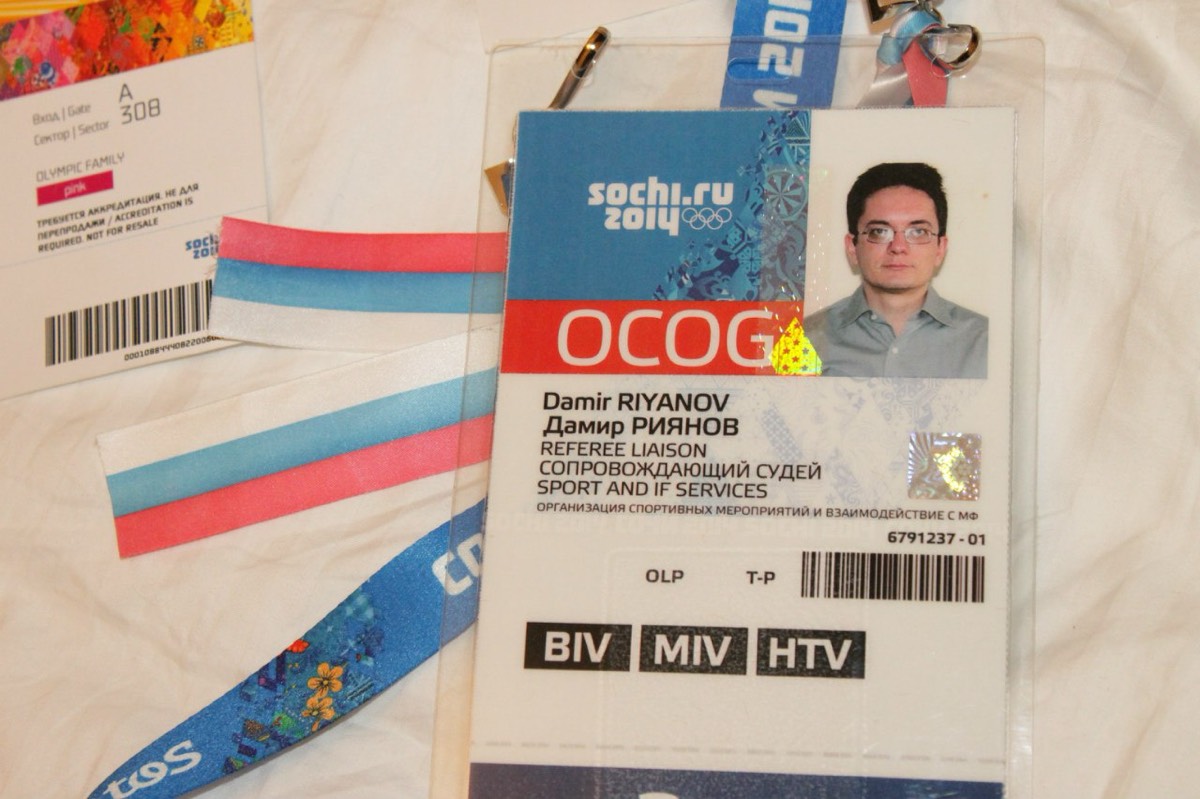 Вход | Gate A
Сектор | Sector 308
OLYMPIC FAMILY
pink
ТРЕБУЕТСЯ АККРЕДИТАЦИЯ. НЕ ДЛЯ
ПЕРЕПРОДАЖИ / ACCREDITATION IS
REQUIRED. NOT FOR RESALE
sochi
2014
sochi.ru
2014
OCOG
Damir RIYANOV
Дамир РИЯНОВ
REFEREE LIAISON
СОПРОВОЖДАЮЩИЙ СУДЕЙ
SPORT AND IF SERVICES
ОРГАНИЗАЦИЯ СПОРТИВНЫХ МЕРОПРИЯТИЙ И ВЗАИМОДЕЙСТВИЕ С МФ
6791237 - 01
OLP T-P
BIV MIV HTV